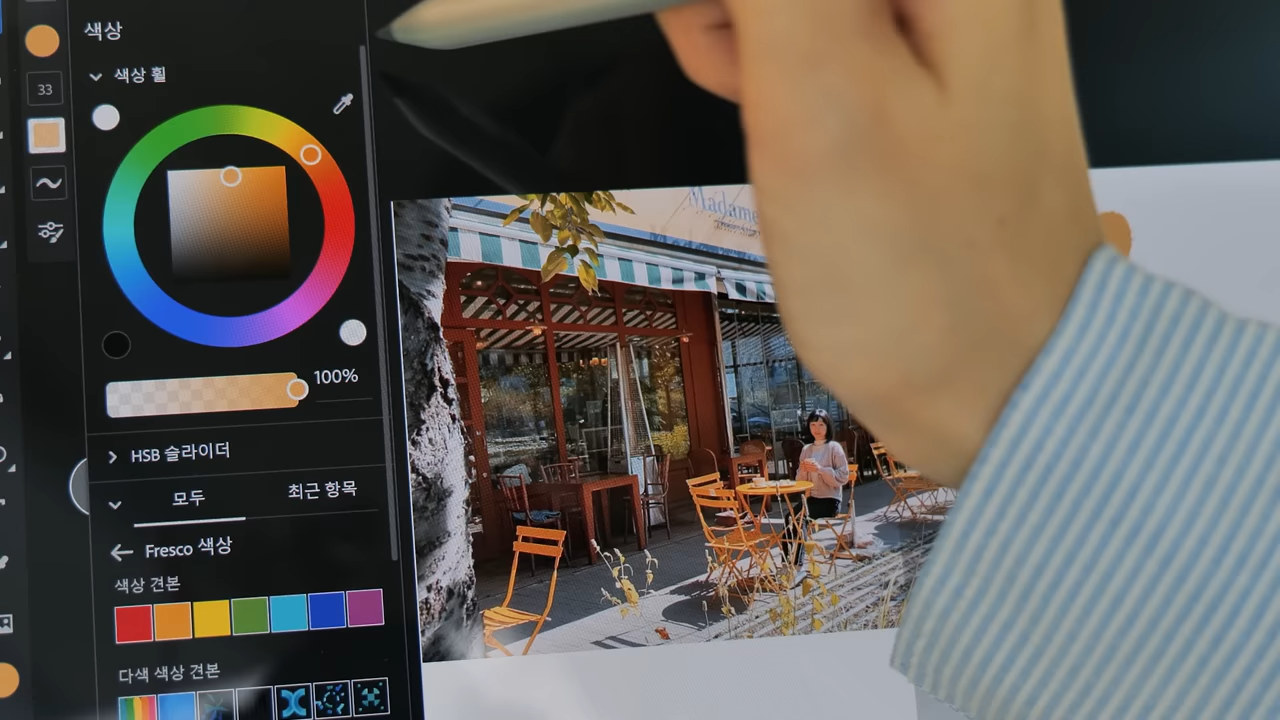 색상
33
색상 휠
100%
HSB 슬라이더
모두
최근 항목
Fresco 색상
색상 견본
다색 색상 견본
Madame